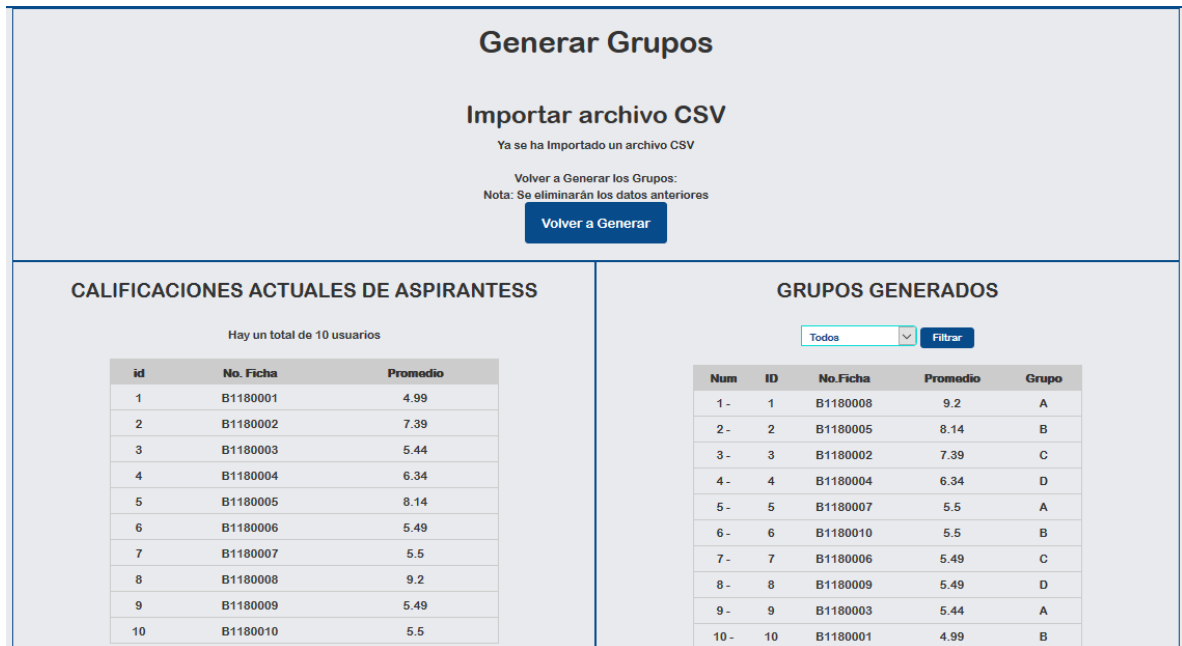 Generar Grupos
Importar archivo CSV
Ya se ha Importado un archivo CSV
Volver a Generar los Grupos:
Nota: Se eliminarán los datos anteriores
Volver a Generar
CALIFICACIONES ACTUALES DE ASPIRANTESS
Hay un total de 10 usuarios
id No. Ficha Promedio
1 B1180001 4.99
2 B1180002 7.39
3 B1180003 5.44
4 B1180004 6.34
5 B1180005 8.14
6 B1180006 5.49
7 B1180007 5.5
8 B1180008 9.2
9 B1180009 5.49
10 B1180010 5.5
GRUPOS GENERADOS
Todos Filtrar
Num ID No.Ficha Promedio Grupo
1 - 1 B1180008 9.2 A
2 - 2 B1180005 8.14 B
3 - 3 B1180002 7.39 C
4 - 4 B1180004 6.34 D
5 - 5 B1180007 5.5 A
6 - 6 B1180010 5.5 B
7 - 7 B1180006 5.49 C
8 - 8 B1180009 5.49 D
9 - 9 B1180003 5.44 A
10 - 10 B1180001 4.99 B